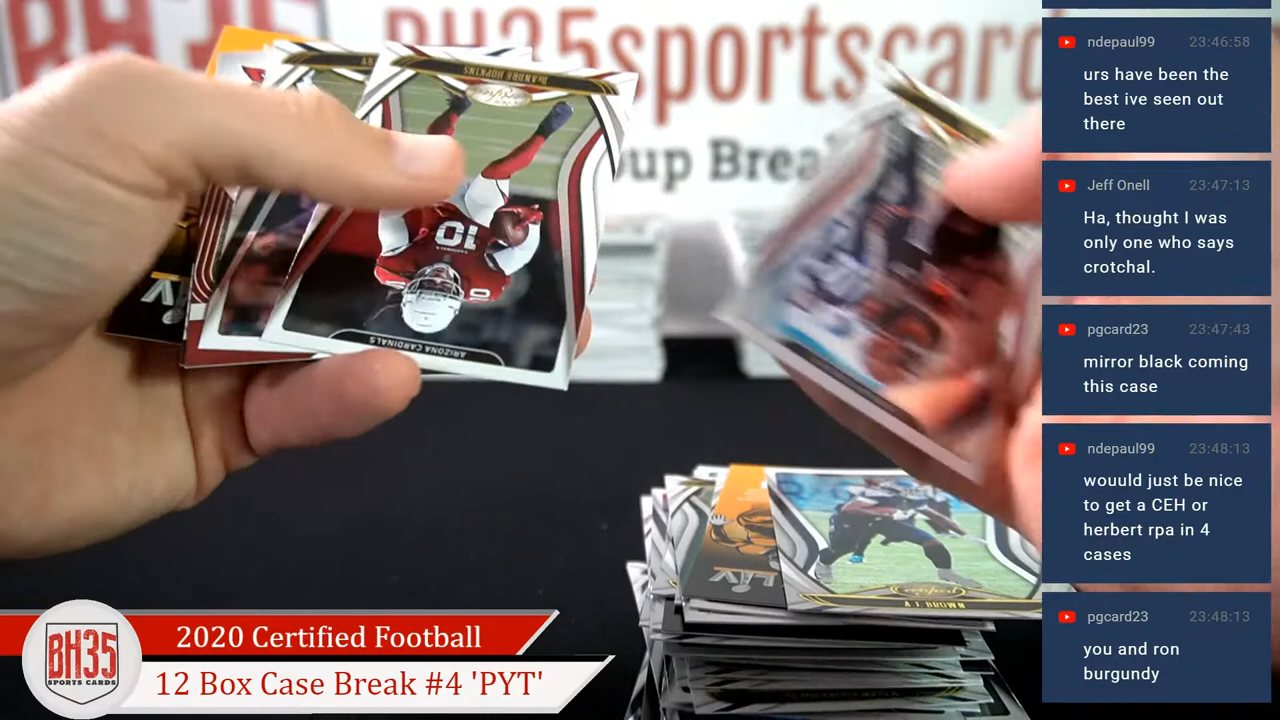 BH35sportscard
oup Brea
DeANDRE HOPKINS
10
ARIZONA CARDINALS
LIV
A.J. BROWN
BH35
SPORTS CARDS
2020 Certified Football
12 Box Case Break #4 'PYT'
ndepaul99 23:46:58
urs have been the
best ive seen out
there
Jeff Onell 23:47:13
Ha, thought I was
only one who says
crotchal.
pgcard23 23:47:43
mirror black coming
this case
ndepaul99 23:48:13
wouuld just be nice
to get a CEH or
herbert rpa in 4
cases
pgcard23 23:48:13
you and ron
burgundy